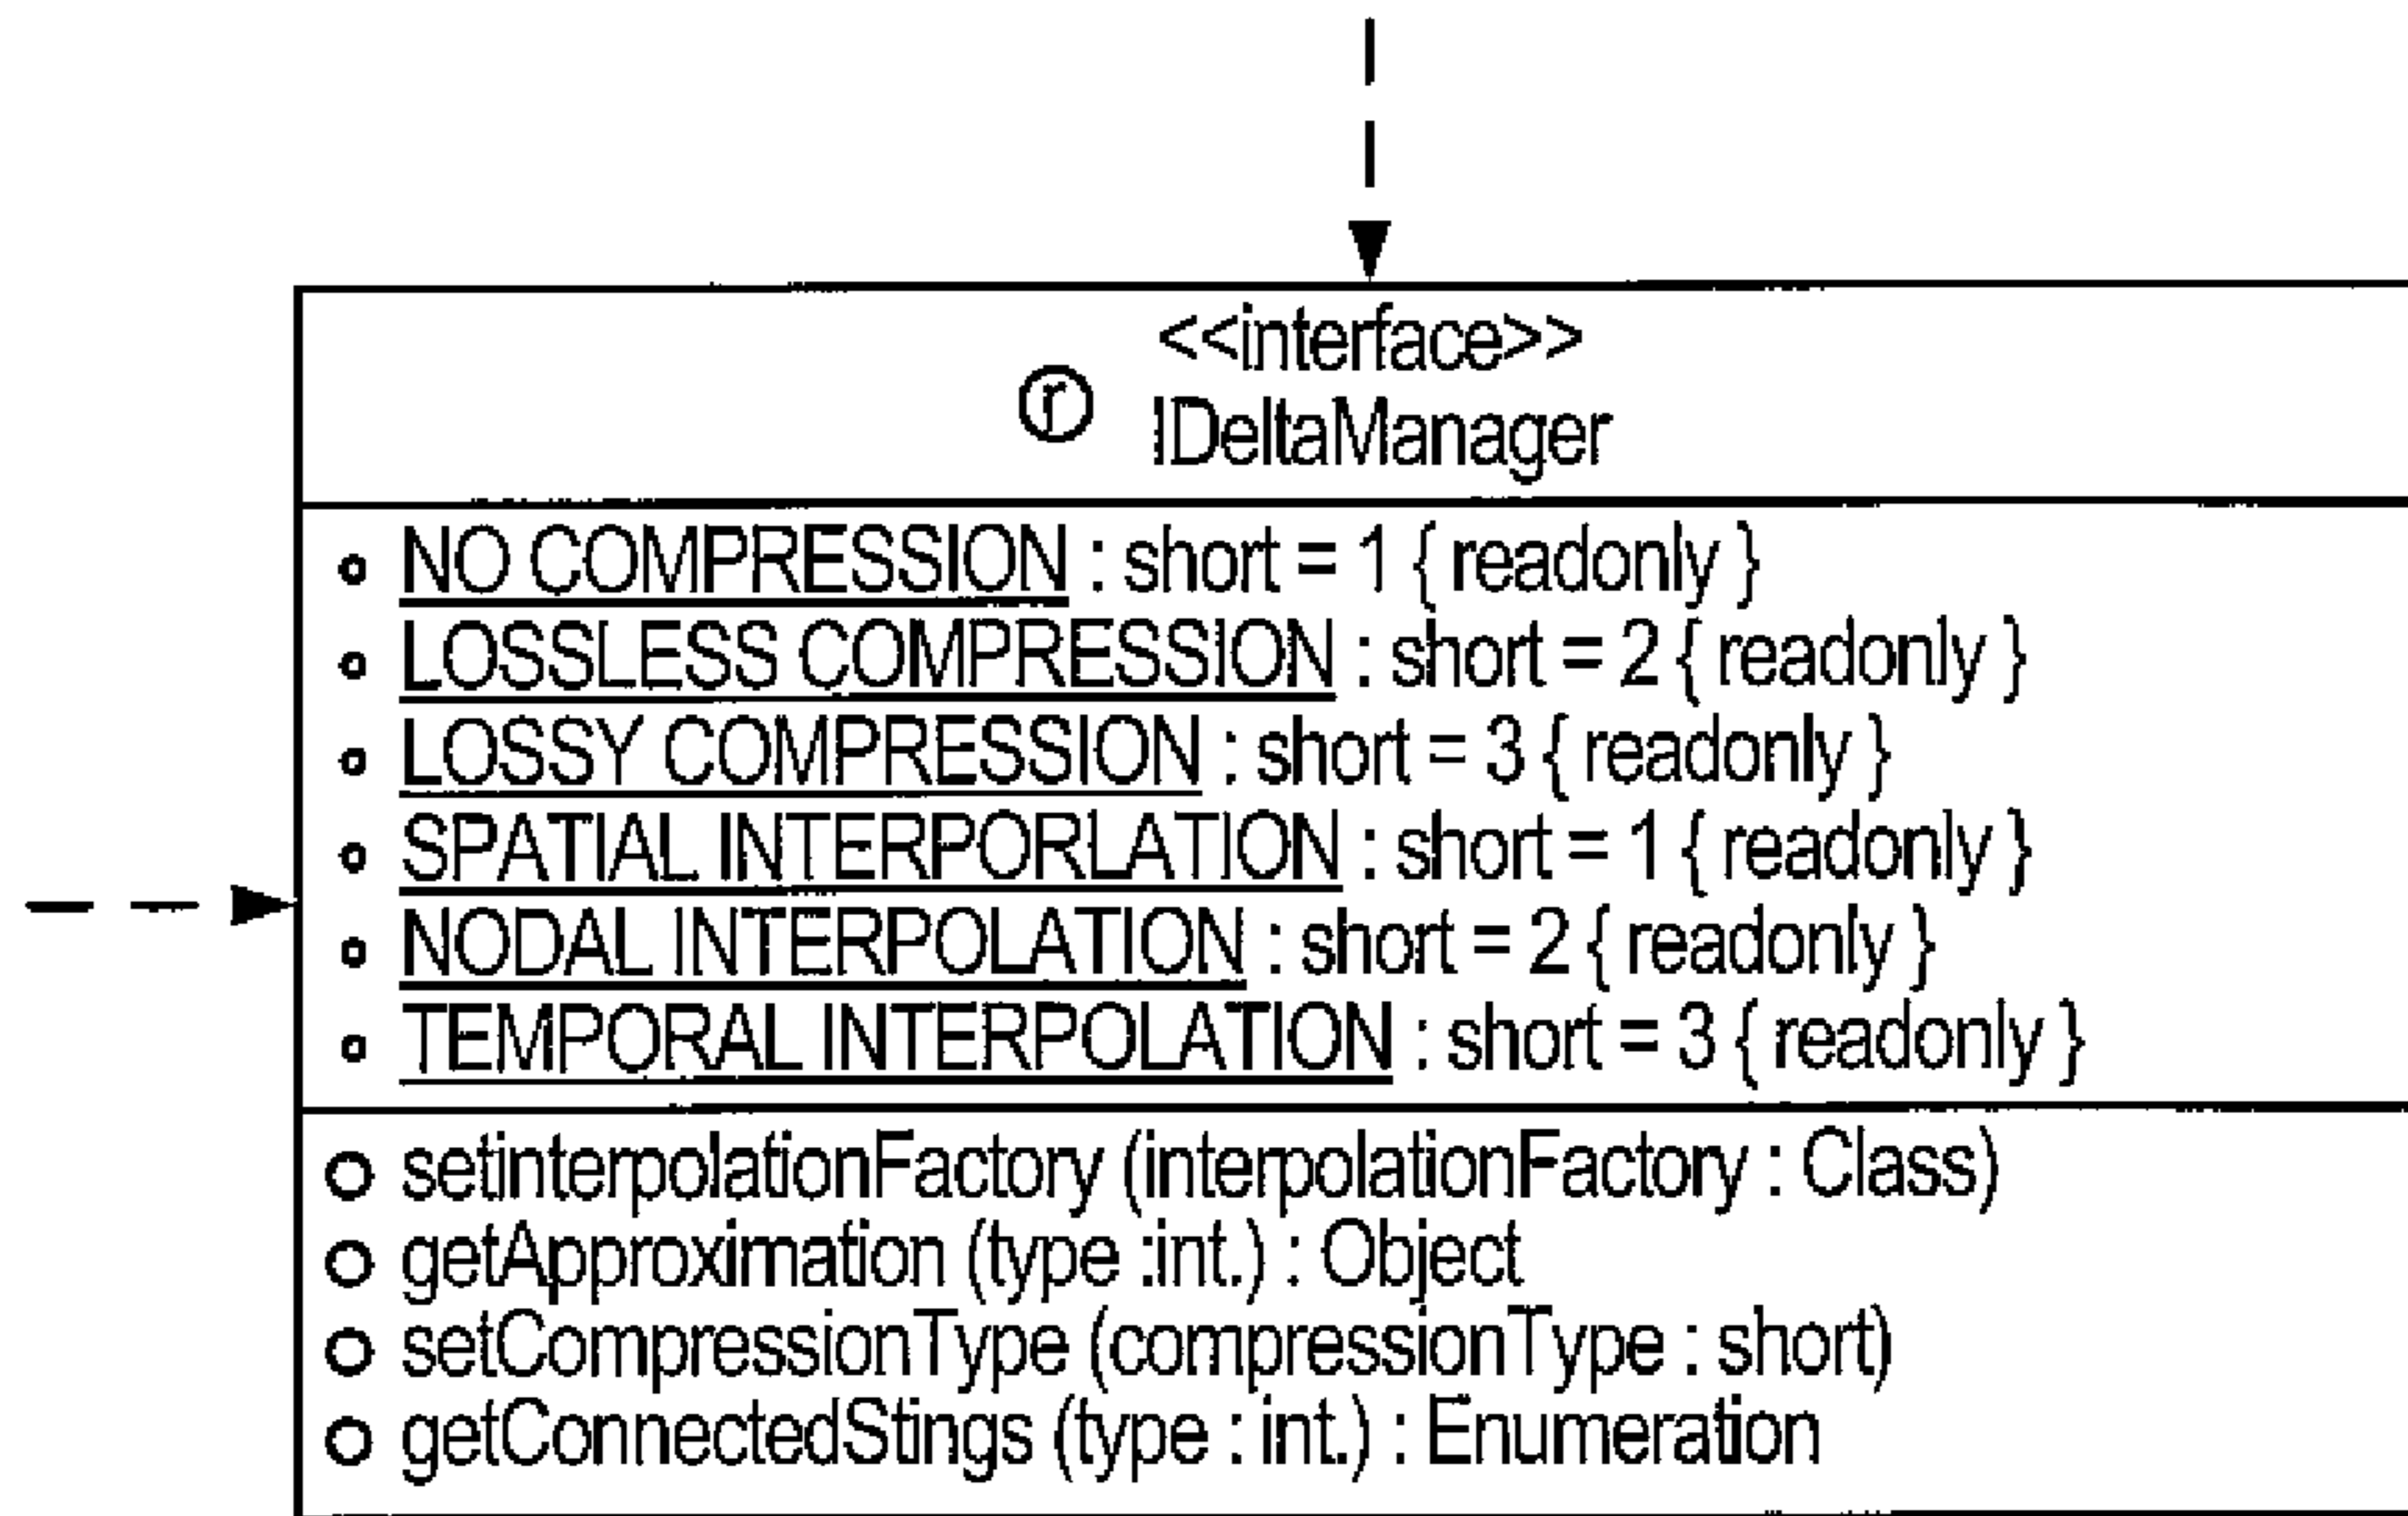 <<interface>>
r IDeltaManager
NO COMPRESSION : short = 1 { readonly }
LOSSLESS COMPRESSION : short = 2 { readonly }
LOSSY COMPRESSION : short = 3 { readonly }
SPATIAL INTERPORLATION : short = 1 { readonly }
NODAL INTERPOLATION : short = 2 { readonly }
TEMPORAL INTERPOLATION : short = 3 { readonly }
setinterpolationFactory (interpolationFactory : Class)
getApproximation (type :int.) : Object
setCompressionType (compressionType : short)
getConnectedStings (type : int.) : Enumeration